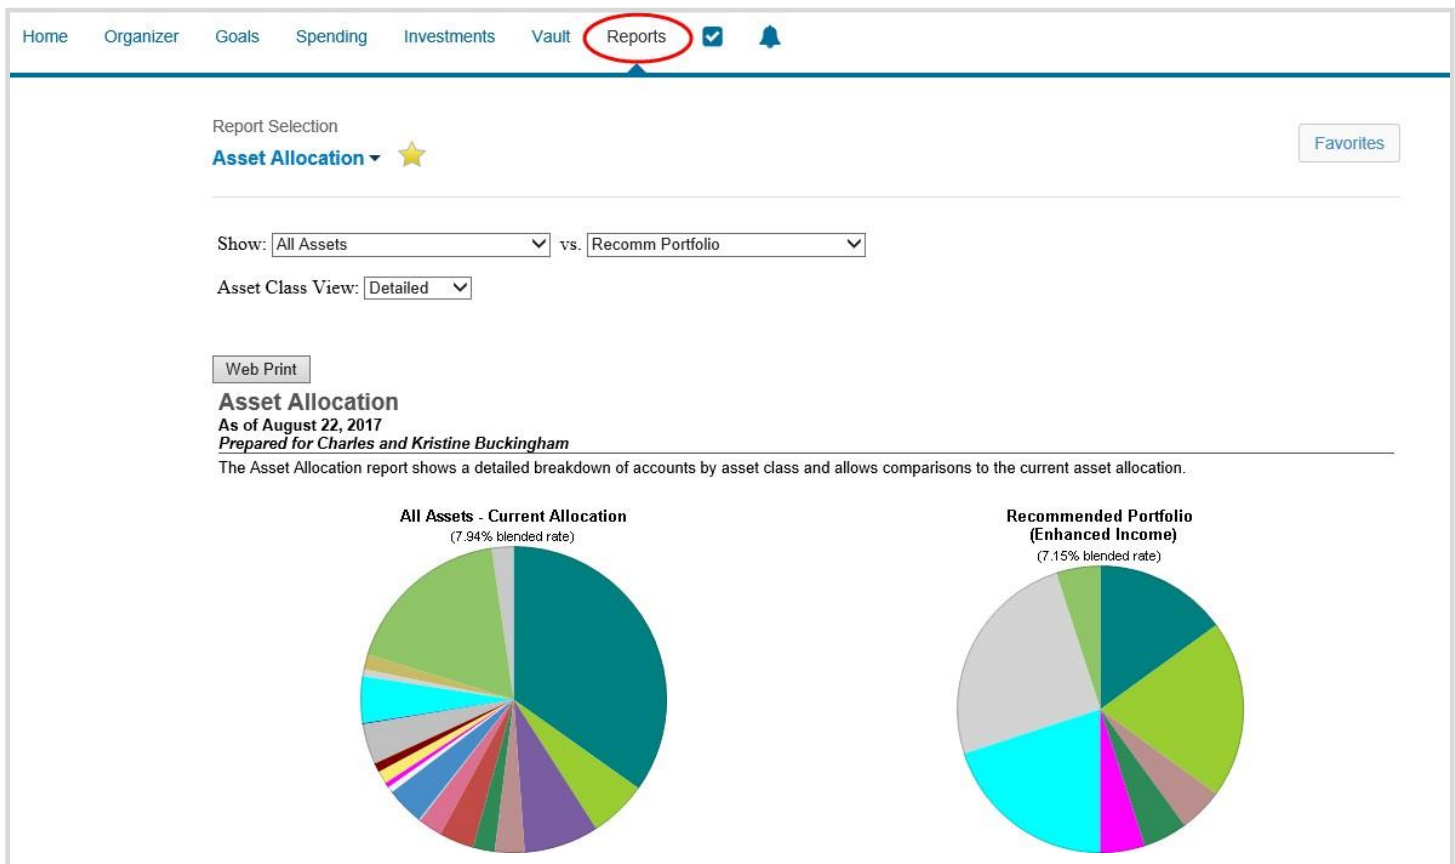 Home Organizer Goals Spending Investments Vault Reports
Report Selection
Asset Allocation
Favorites
Show: All Assets vs. Recomm Portfolio
Asset Class View: Detailed
Web Print
Asset Allocation
As of August 22, 2017
Prepared for Charles and Kristine Buckingham
The Asset Allocation report shows a detailed breakdown of accounts by asset class and allows comparisons to the current asset allocation.
All Assets - Current Allocation
(7.94% blended rate)
Recommended Portfolio
(Enhanced Income)
(7.15% blended rate)